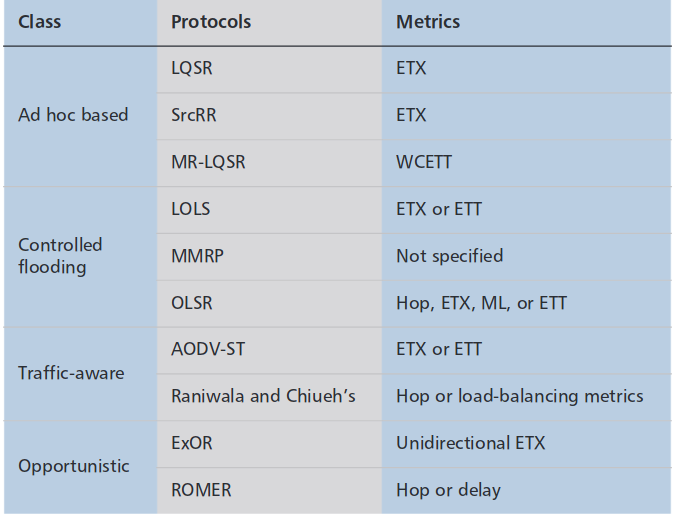 Class Protocols Metrics
Ad hoc based
LQSR ETX
SrcRR ETX
MR-LQSR WCETT
Controlled
flooding
LOLS ETX or ETT
MMRP Not specified
OLSR Hop, ETX, ML, or ETT
Traffic-aware
AODV-ST ETX or ETT
Raniwala and Chiueh’s Hop or load-balancing metrics
Opportunistic
ExOR Unidirectional ETX
ROMER Hop or delay